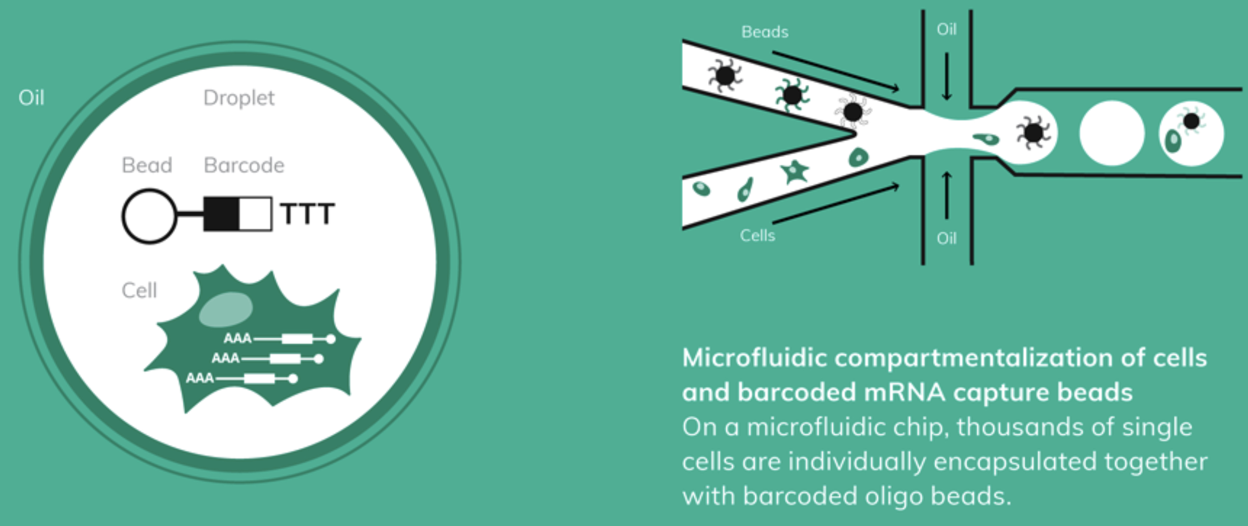 Oil
Droplet
Bead
Barcode
TTT
Cell
AAA
AAA
AAA
Beads
Oil
Cells
Oil
Microfluidic compartmentalization of cells
and barcoded mRNA capture beads
On a microfluidic chip, thousands of single
cells are individually encapsulated together
with barcoded oligo beads.